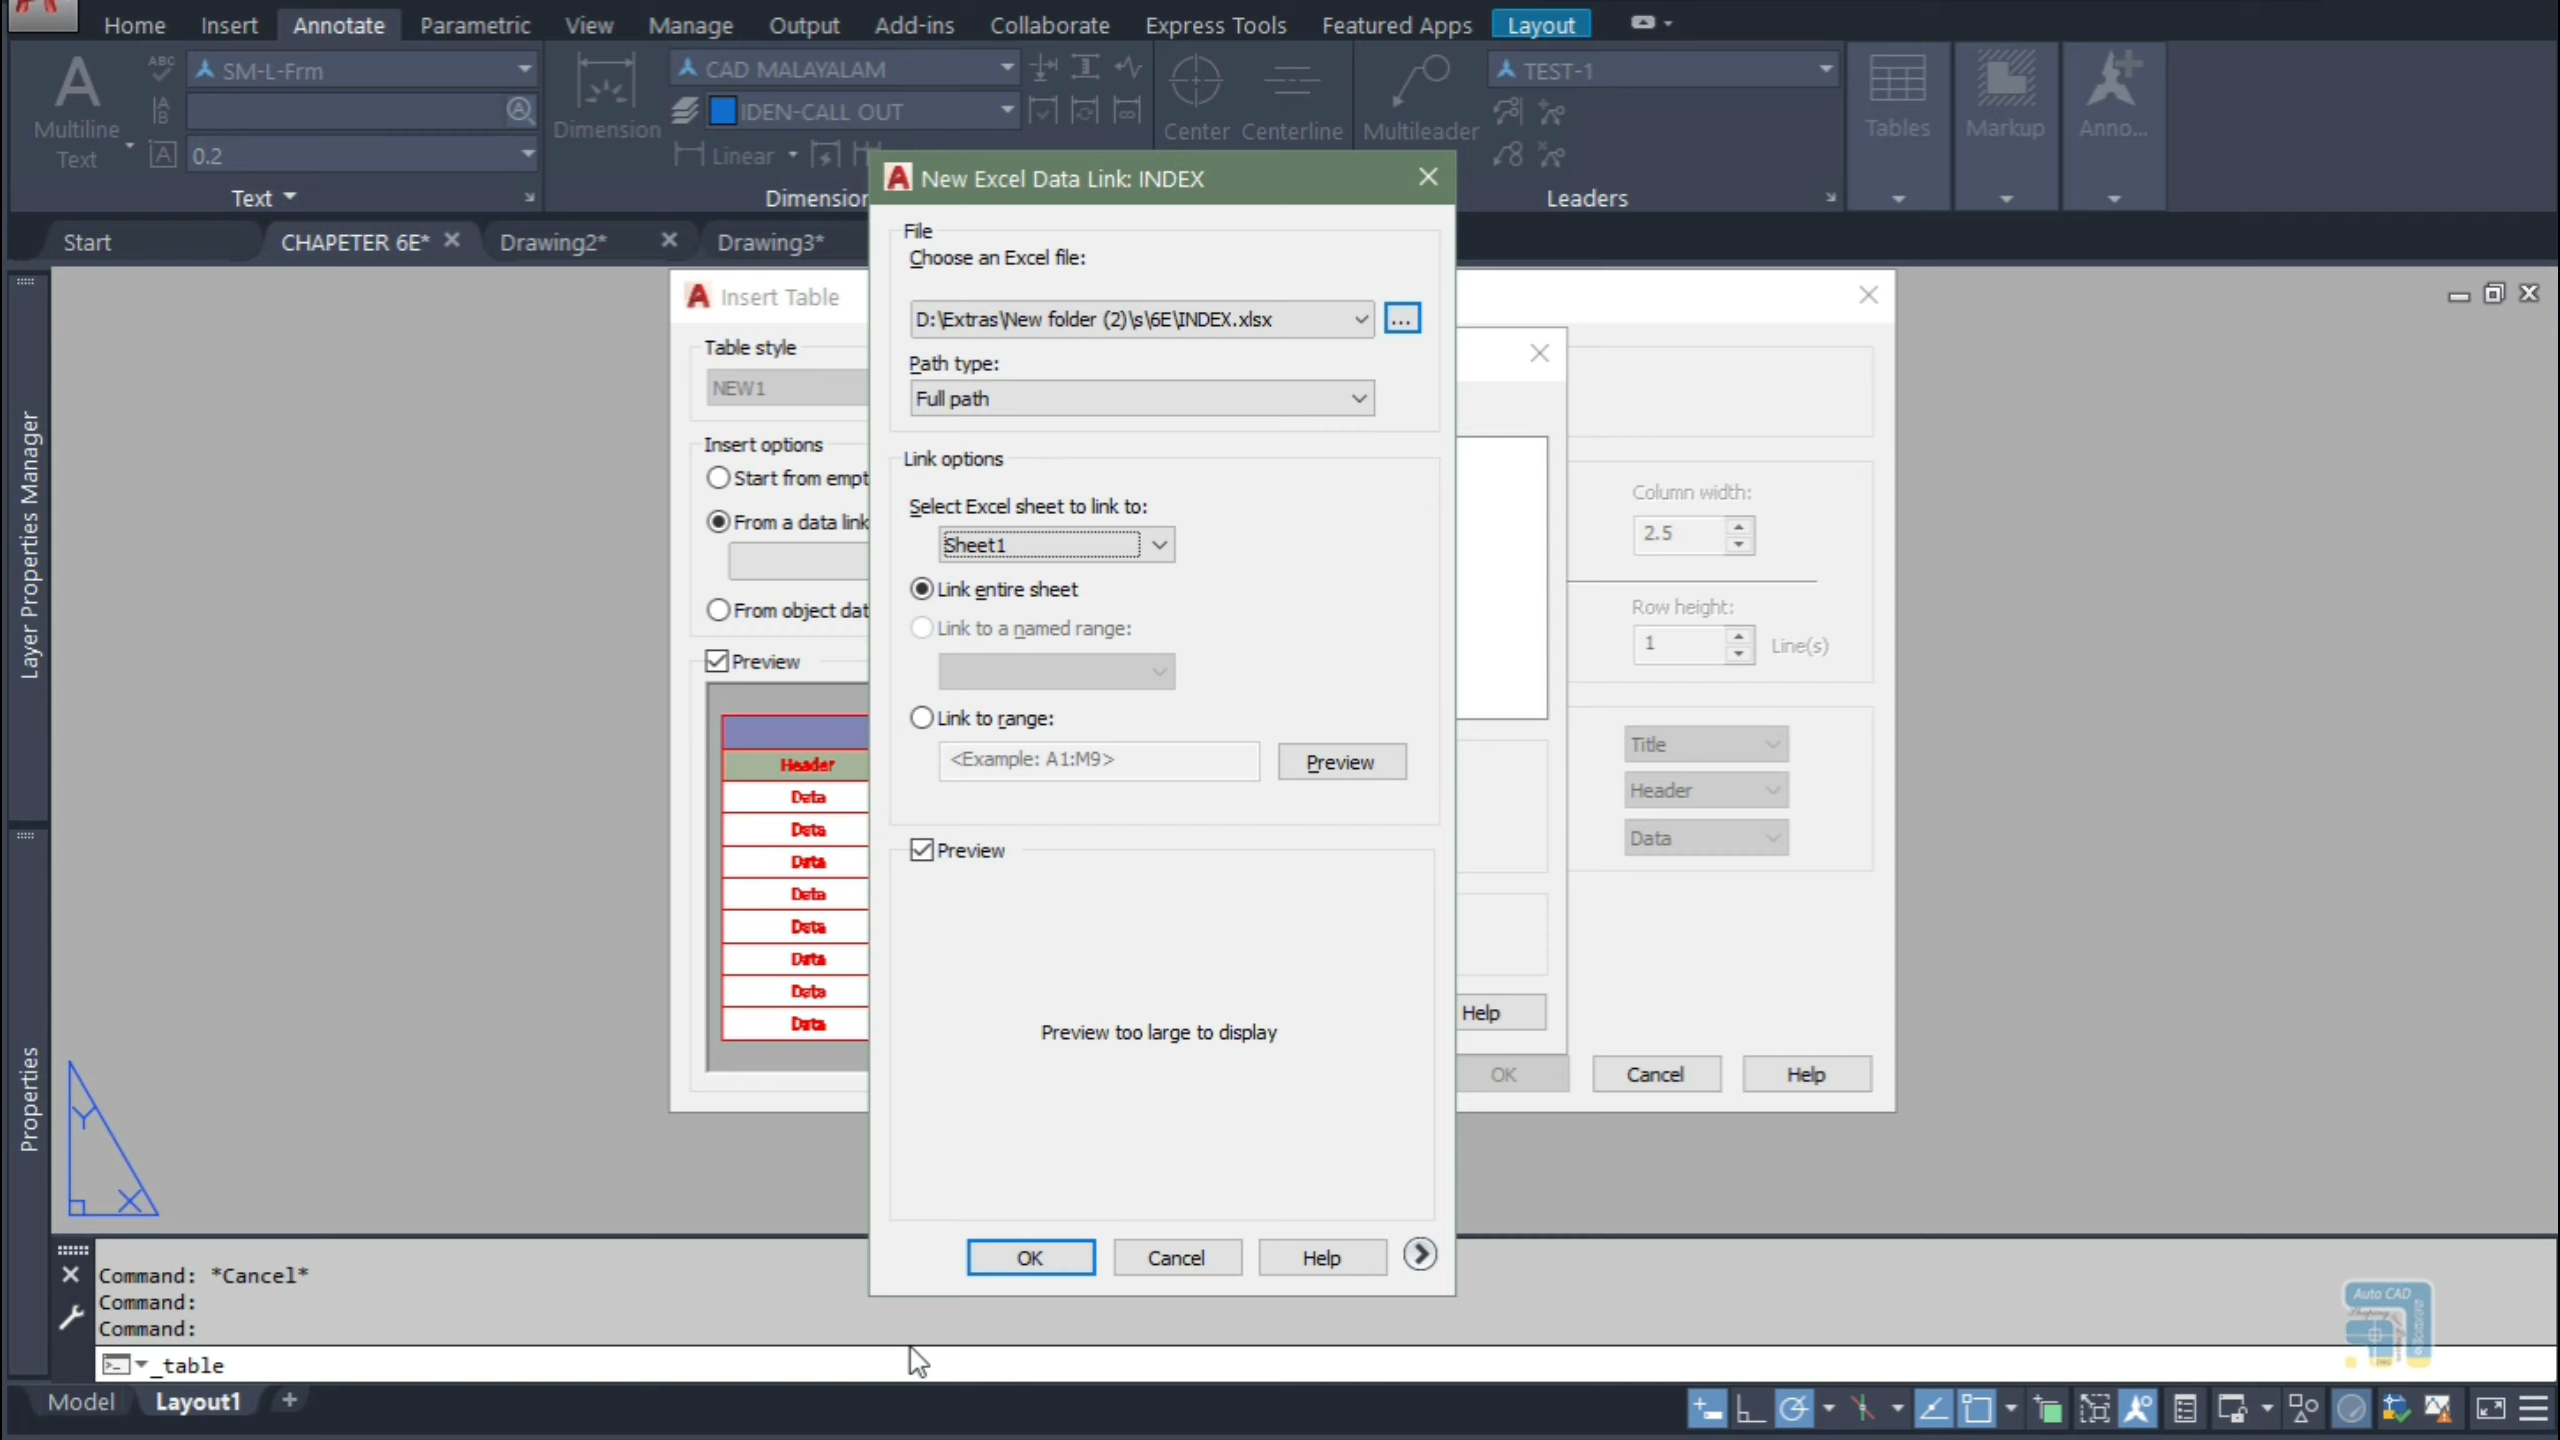 Home Insert Annotate Parametric View Manage Output Add-ins Collaborate Express Tools Featured Apps Layout
SM-L-Frm
CAD MALAYALAM
TEST-1
IDEN-CALL OUT
Multiline
Text
Dimension
Center Centerline
Multileader
Tables
Markup
Anno...
0.2
Linear
Text
Dimension
Leaders
Start
CHAPETER 6E*
Drawing2*
Drawing3*
Layer Properties Manager
Properties
Insert Table
Table style
NEW1
Insert options
Start from empt
From a data link
From object dat
Preview
Header
Data
Data
Data
Data
Data
Data
Data
Data
New Excel Data Link: INDEX
File
Choose an Excel file:
D:\Extras\New folder (2)\s\6E\INDEX.xlsx
...
Path type:
Full path
Link options
Select Excel sheet to link to:
Sheet1
Link entire sheet
Link to a named range:
Link to range:
<Example: A1:M9>
Preview
Preview
Preview too large to display
OK
Cancel
Help
Column width:
2.5
Row height:
1
Line(s)
Title
Header
Data
Help
OK
Cancel
Help
Y
X
Command: *Cancel*
Command:
Command:
_table
Auto CAD
Model
Layout1
+